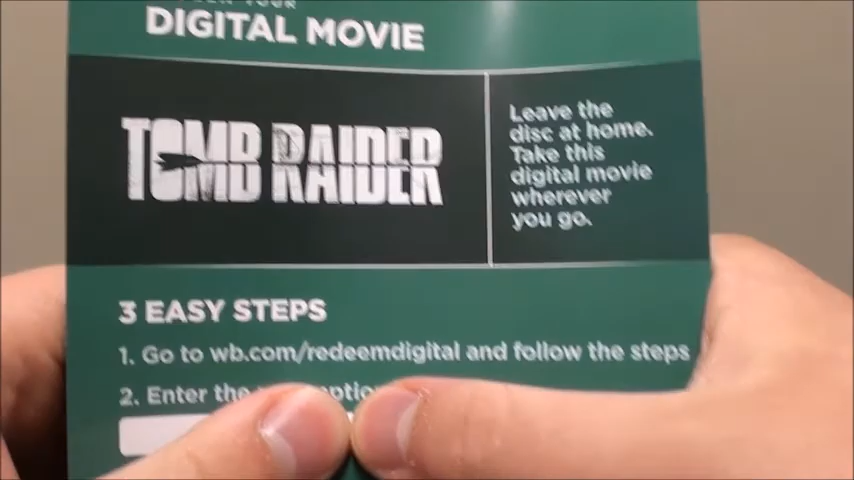 YOUR
DIGITAL MOVIE
TOMB RAIDER
Leave the
disc at home.
Take this
digital movie
wherever
you go.
3 EASY STEPS
1. Go to wb.com/redeemdigital and follow the steps
2. Enter the